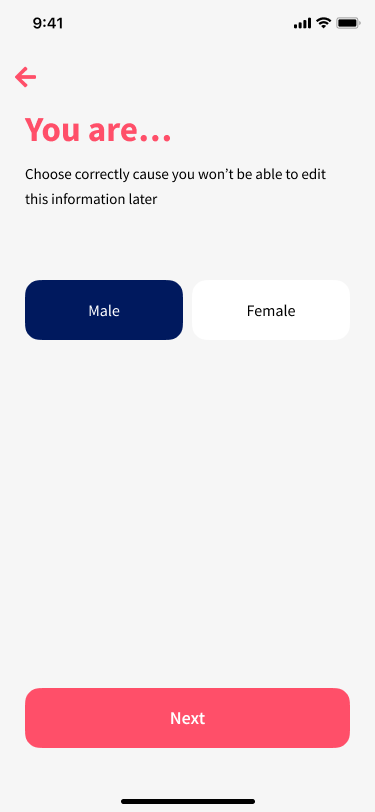 9:41
You are...
Choose correctly cause you won’t be able to edit
this information later
Male
Female
Next